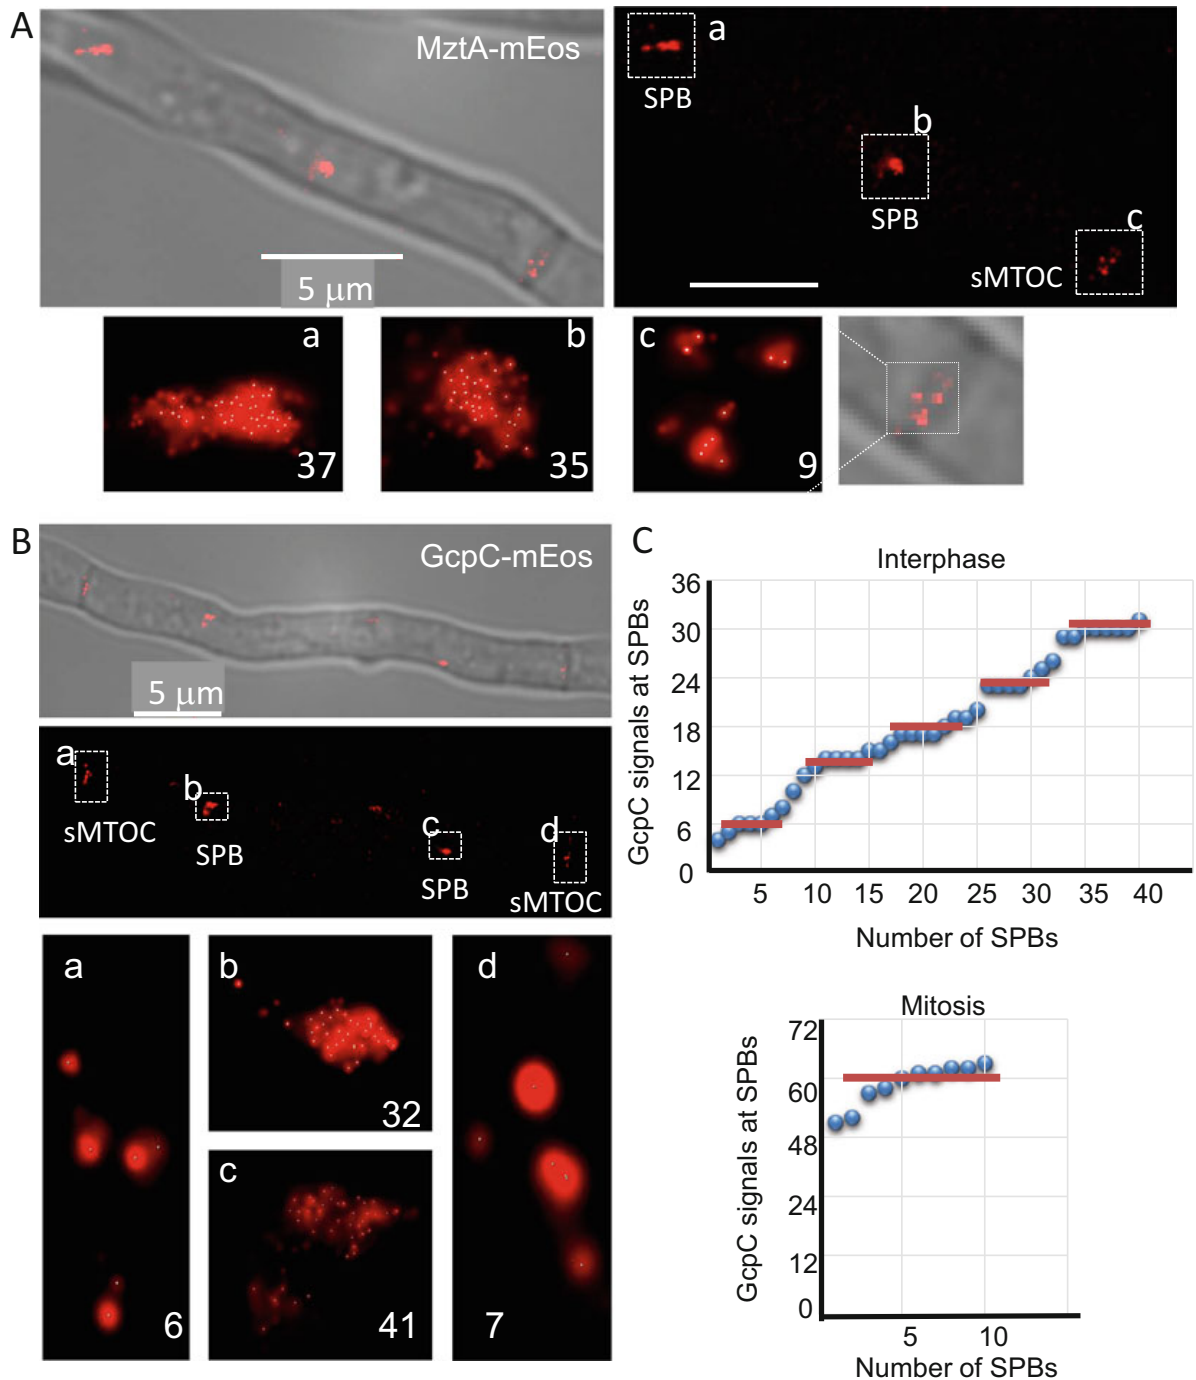 A
MztA-mEos
5 μm
a
SPB
b
SPB
c
sMTOC
a
37
b
35
c
9
B
GcpC-mEos
5 μm
a
sMTOC
b
SPB
c
SPB
d
sMTOC
a
6
b
32
c
41
d
7
C
Interphase
GcpC signals at SPBs
36
30
24
18
12
6
0
5 10 15 20 25 30 35 40
Number of SPBs
Mitosis
GcpC signals at SPBs
72
60
48
24
12
0
5 10
Number of SPBs